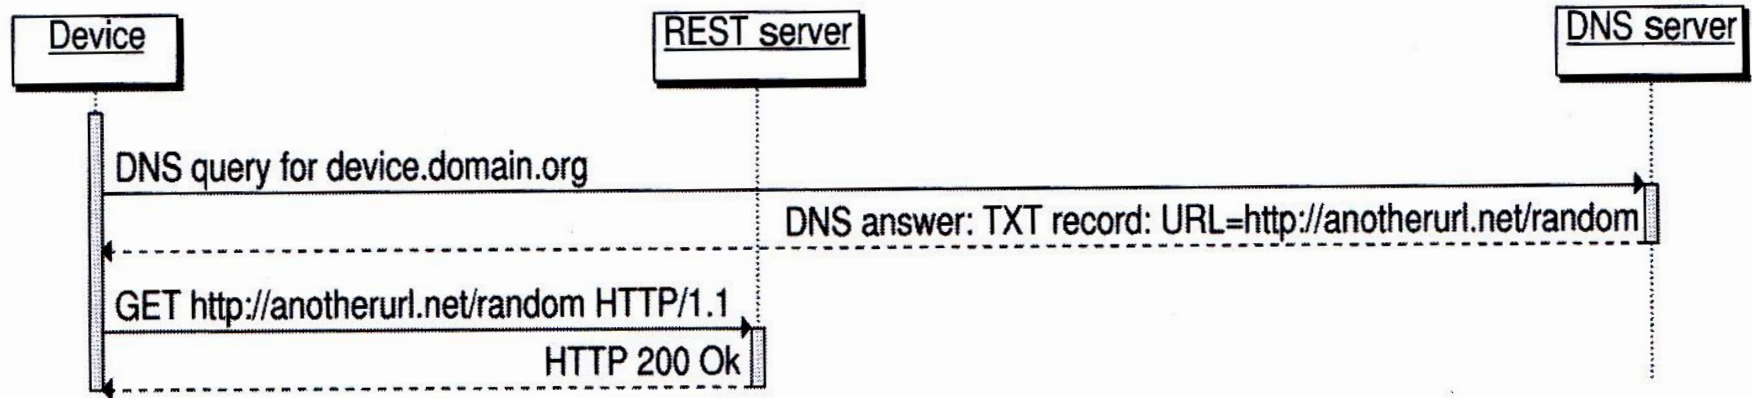 Device
REST server
DNS server
DNS query for device.domain.org
DNS answer: TXT record: URL=http://anotherurl.net/random
GET http://anotherurl.net/random HTTP/1.1
HTTP 200 Ok